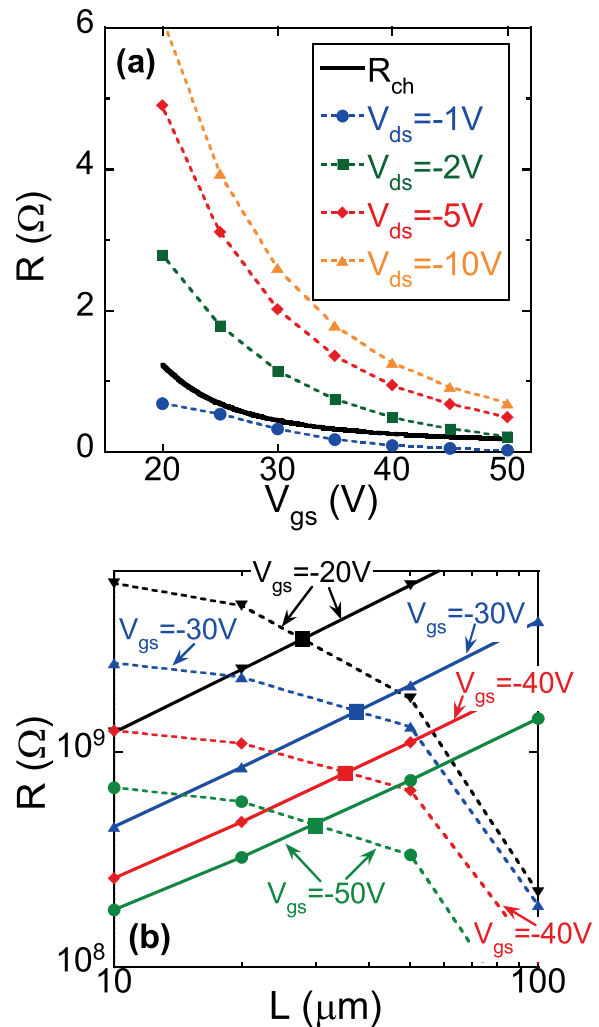 (a)
R_ch
V_ds=-1V
V_ds=-2V
V_ds=-5V
V_ds=-10V
6
4
2
0
R (Ω)
20 30 40 50
V_gs (V)
V_gs=-20V
V_gs=-30V
V_gs=-30V
V_gs=-40V
V_gs=-50V
V_gs=-40V
(b)
10^9
10^8
R (Ω)
10 100
L (μm)